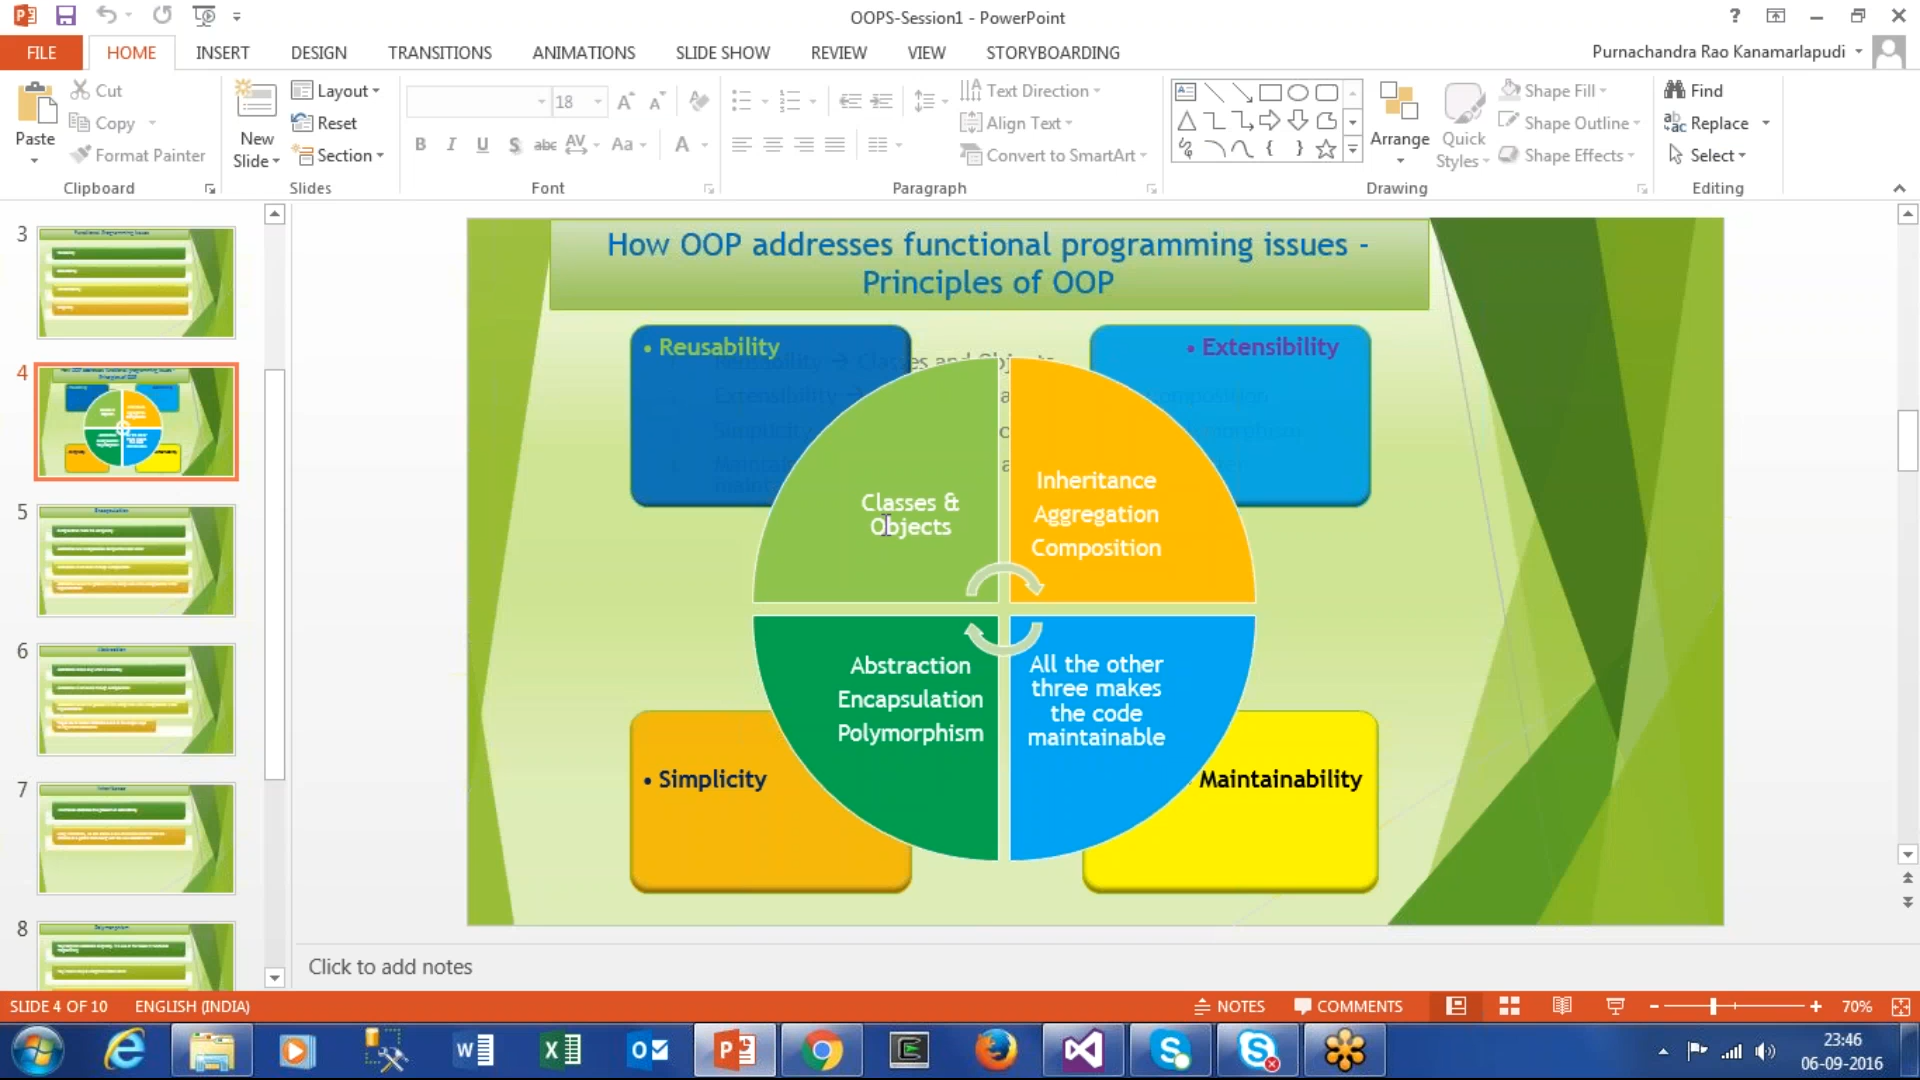 OOPS-Session1 - PowerPoint
?
FILE
HOME
INSERT
DESIGN
TRANSITIONS
ANIMATIONS
SLIDE SHOW
REVIEW
VIEW
STORYBOARDING
Purnachandra Rao Kanamarlapudi
Paste
Cut
Copy
Format Painter
Clipboard
New Slide
Layout
Reset
Section
Slides
18
B I U S abc AV Aa A
Font
Text Direction
Align Text
Convert to SmartArt
Paragraph
Arrange
Quick Styles
Shape Fill
Shape Outline
Shape Effects
Drawing
Find
Replace
Select
Editing
3
4
5
6
7
8
How OOP addresses functional programming issues -
Principles of OOP
• Reusability
• Extensibility
Classes &
Objects
Inheritance
Aggregation
Composition
Abstraction
Encapsulation
Polymorphism
All the other
three makes
the code
maintainable
• Simplicity
Maintainability
Click to add notes
SLIDE 4 OF 10
ENGLISH (INDIA)
NOTES
COMMENTS
70%
23:46
06-09-2016